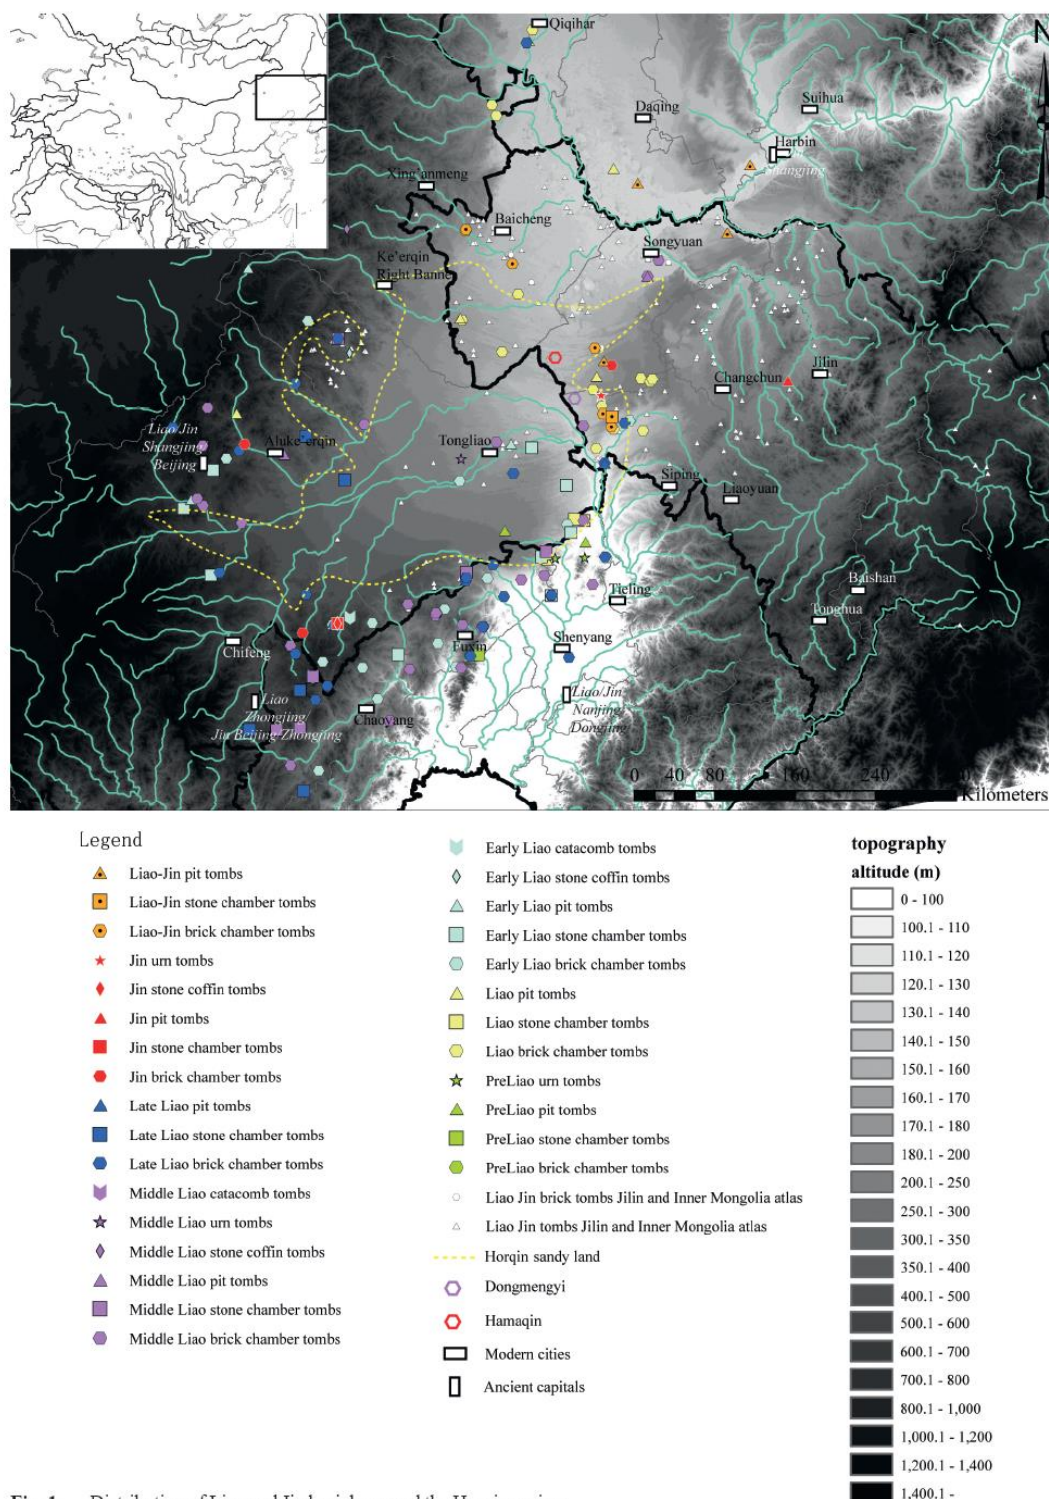 N
Qiqihar
Daqing
Suihua
Harbin
Shangjing
Xing'anmeng
Baicheng
Songyuan
Ke'erqin
Right Banner
Jilin
Changchun
Liao/Jin
Shangjing
Beijing
Aluke-erqin
Tongliao
Siping
Liaoyuan
Baishan
Tonghua
Tieling
Chifeng
Fuxin
Shenyang
Liao
Zhongjing/
Jin Beijing-Zhongjing
Chaoyang
Liao/Jin
Nanjing/
Dongjing
0 40 80 160 240
Kilometers
Legend
Liao-Jin pit tombs
Liao-Jin stone chamber tombs
Liao-Jin brick chamber tombs
Jin urn tombs
Jin stone coffin tombs
Jin pit tombs
Jin stone chamber tombs
Jin brick chamber tombs
Late Liao pit tombs
Late Liao stone chamber tombs
Late Liao brick chamber tombs
Middle Liao catacomb tombs
Middle Liao urn tombs
Middle Liao stone coffin tombs
Middle Liao pit tombs
Middle Liao stone chamber tombs
Middle Liao brick chamber tombs
Early Liao catacomb tombs
Early Liao stone coffin tombs
Early Liao pit tombs
Early Liao stone chamber tombs
Early Liao brick chamber tombs
Liao pit tombs
Liao stone chamber tombs
Liao brick chamber tombs
PreLiao urn tombs
PreLiao pit tombs
PreLiao stone chamber tombs
PreLiao brick chamber tombs
Liao Jin brick tombs Jilin and Inner Mongolia atlas
Liao Jin tombs Jilin and Inner Mongolia atlas
Horqin sandy land
Dongmengyi
Hamaqin
Modern cities
Ancient capitals
topography
altitude (m)
0 - 100
100.1 - 110
110.1 - 120
120.1 - 130
130.1 - 140
140.1 - 150
150.1 - 160
160.1 - 170
170.1 - 180
180.1 - 200
200.1 - 250
250.1 - 300
300.1 - 350
350.1 - 400
400.1 - 500
500.1 - 600
600.1 - 700
700.1 - 800
800.1 - 1,000
1,000.1 - 1,200
1,200.1 - 1,400
1,400.1 -